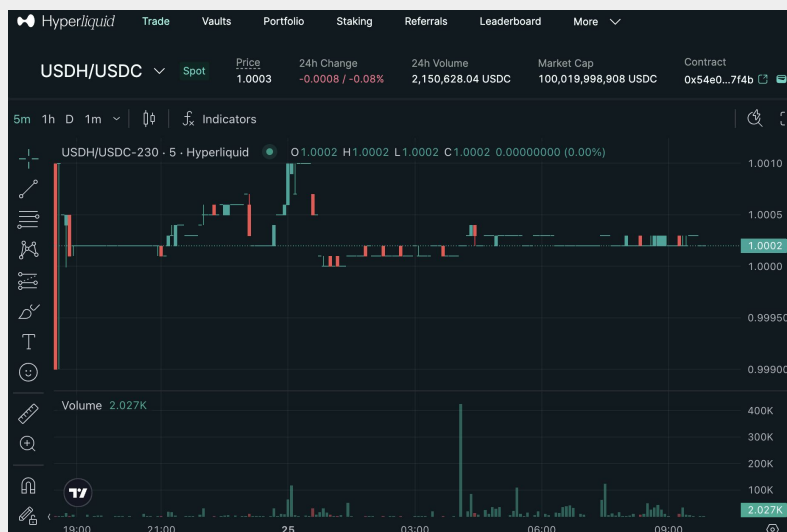 Hyperliquid Trade Vaults Portfolio Staking Referrals Leaderboard More
USDH/USDC Spot
Price
1.0003
24h Change
-0.0008 / -0.08%
24h Volume
2,150,628.04 USDC
Market Cap
100,019,998,908 USDC
Contract
0x54e0...7f4b
5m 1h D 1m Indicators
USDH/USDC-230 · 5 · Hyperliquid O1.0002 H1.0002 L1.0002 C1.0002 0.00000000 (0.00%)
1.0010
1.0005
1.0002
1.0000
0.99950
0.99900
Volume 2.027K
400K
300K
200K
100K
2.027K
19:00 21:00 25 03:00 06:00 09:00